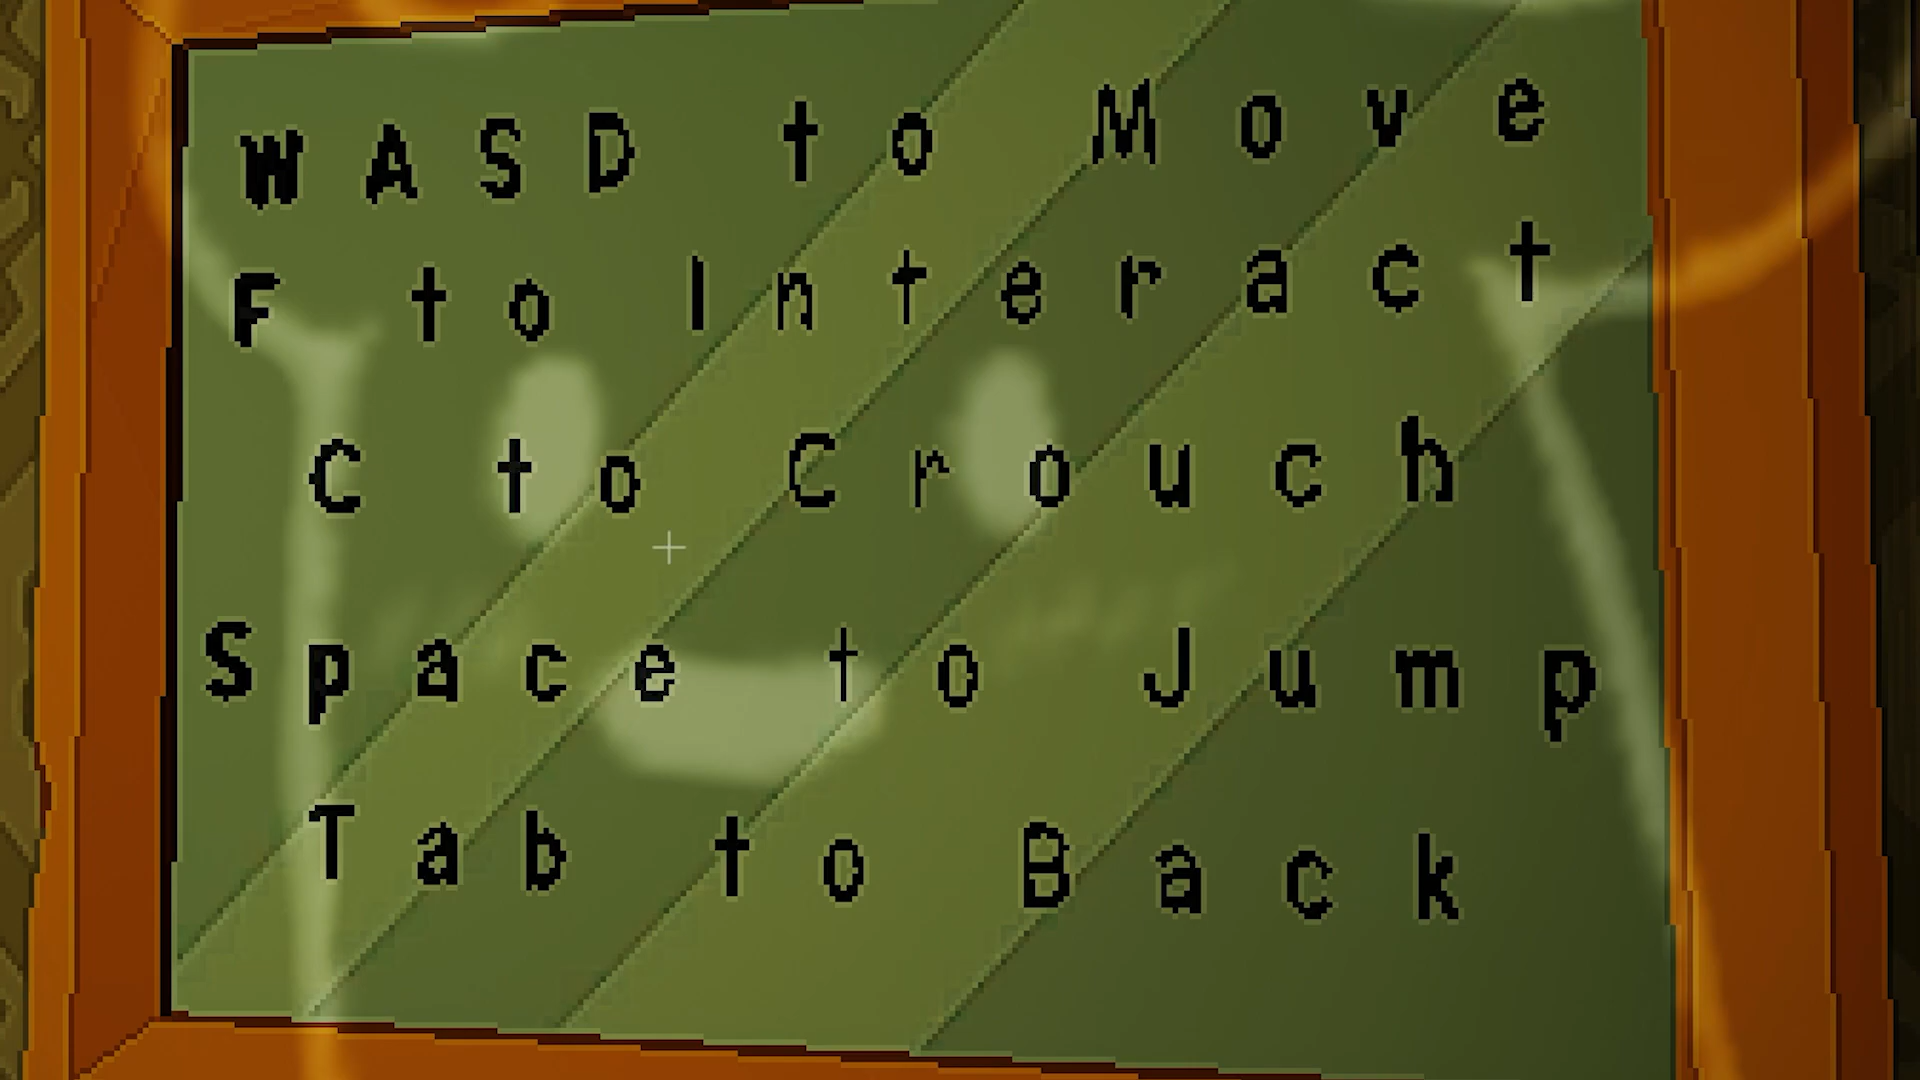 WASD to Move
F to Interact
C to Crouch
Space to Jump
Tab to Back